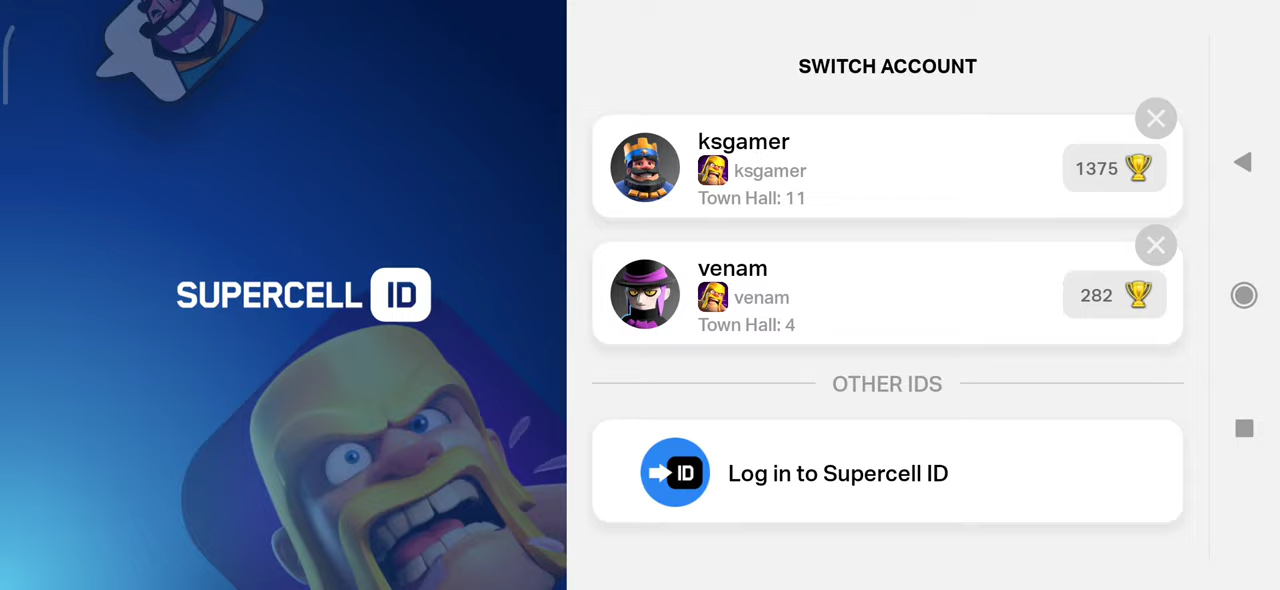 SUPERCELL ID
SWITCH ACCOUNT
ksgamer
ksgamer
Town Hall: 11
1375
venam
venam
Town Hall: 4
282
OTHER IDS
ID
Log in to Supercell ID